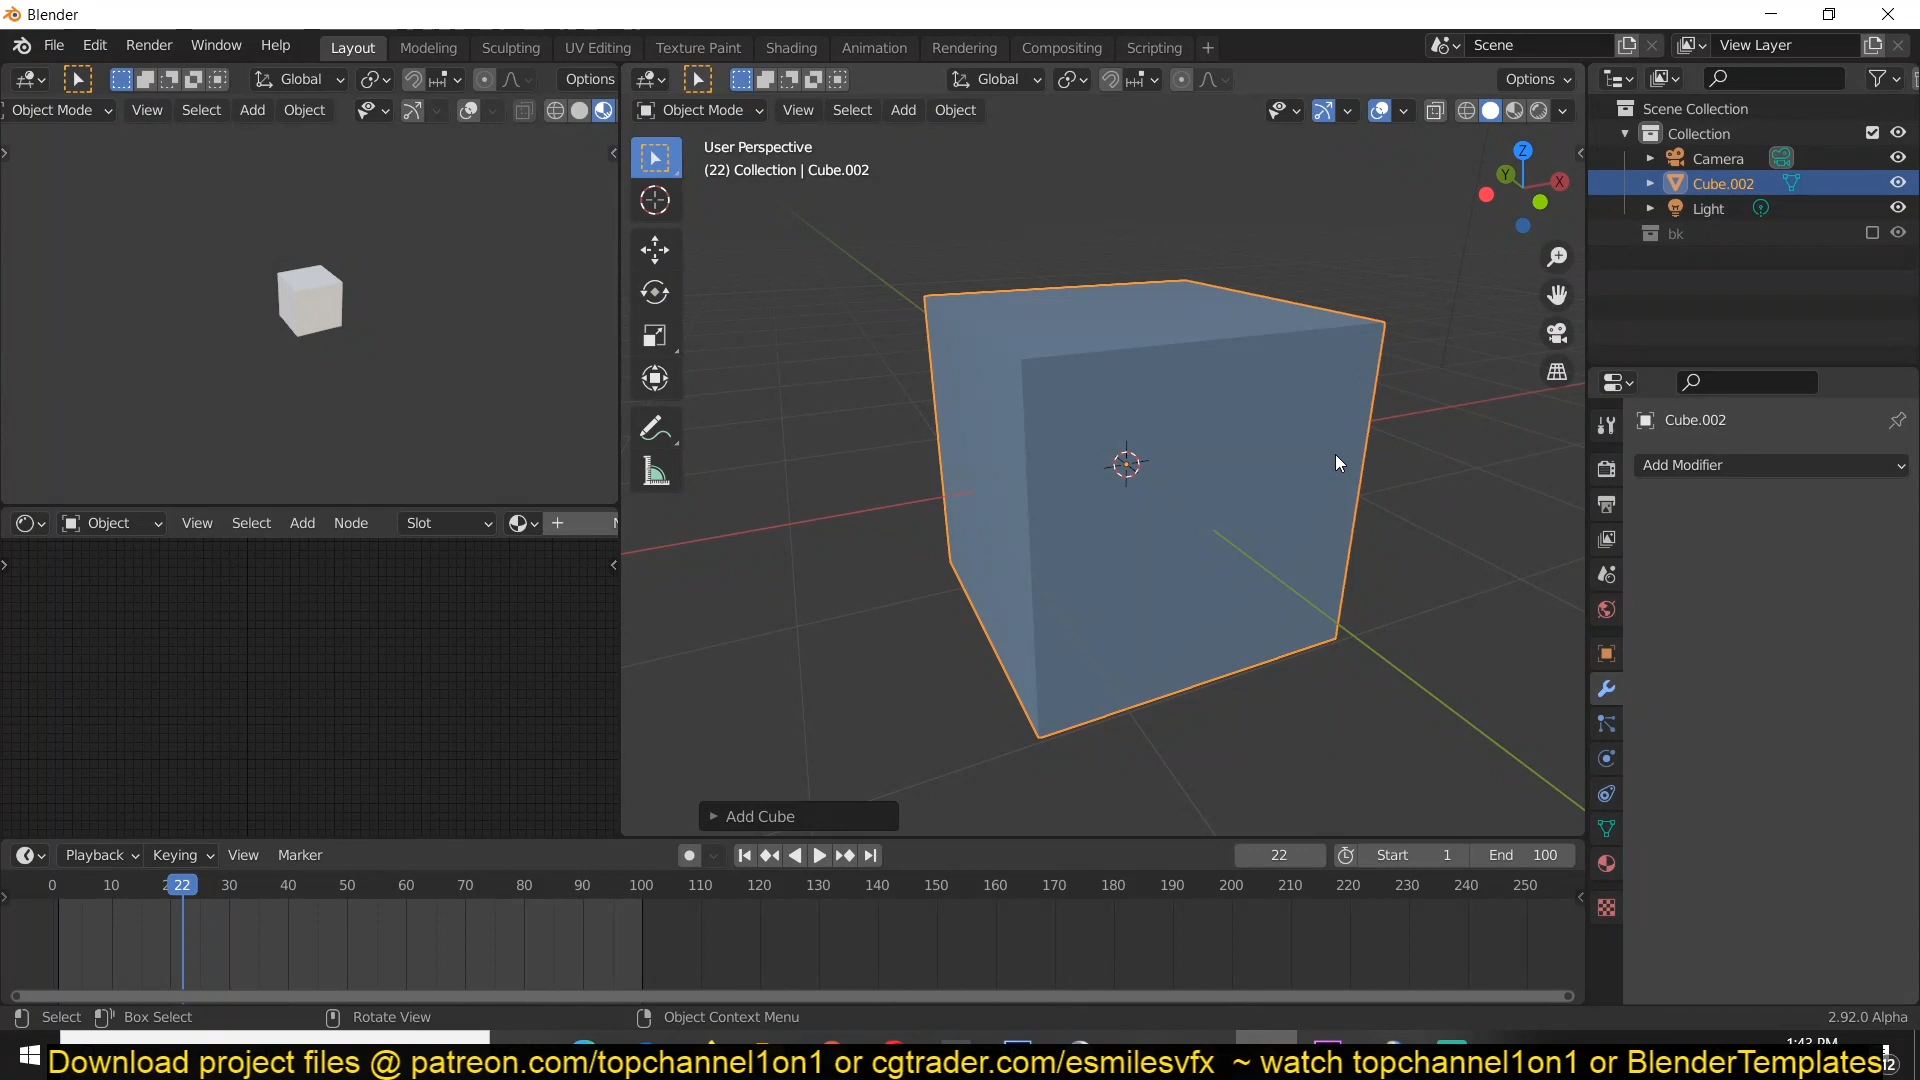 Blender
File Edit Render Window Help Layout Modeling Sculpting UV Editing Texture Paint Shading Animation Rendering Compositing Scripting + Scene View Layer
Global Options Global Options
Object Mode View Select Add Object Object Mode View Select Add Object
User Perspective
(22) Collection | Cube.002
Z
Y
X
Scene Collection
Collection
Camera
Cube.002
Light
bk
Cube.002
Add Modifier
Object View Select Add Node Slot +
Add Cube
Playback Keying View Marker 22 Start 1 End 100
0 10 22 30 40 50 60 70 80 90 100 110 120 130 140 150 160 170 180 190 200 210 220 230 240 250
Select Box Select Rotate View Object Context Menu 2.92.0 Alpha
1:43 PM
Download project files @ patreon.com/topchannel1on1 or cgtrader.com/esmilesvfx ~ watch topchannel1on1 or BlenderTemplates
12